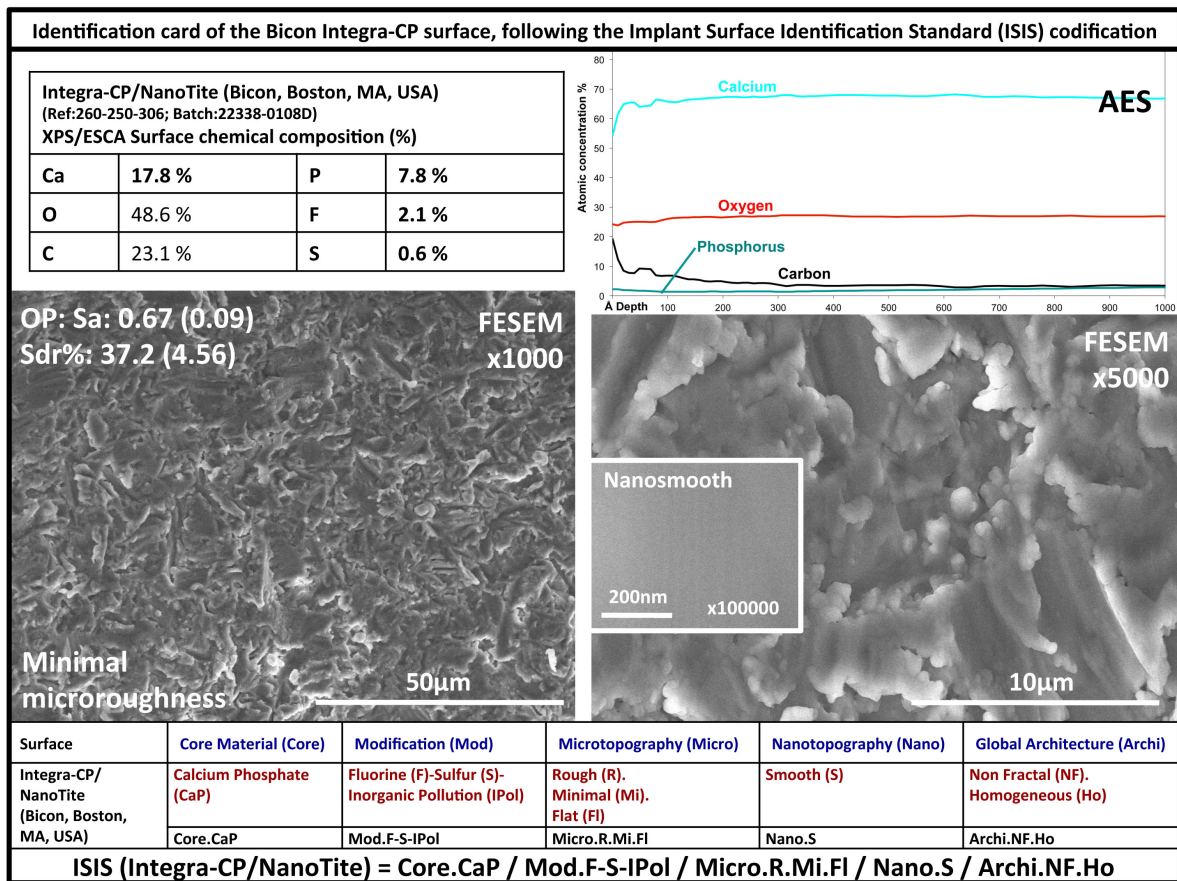 Identification card of the Bicon Integra-CP surface, following the Implant Surface Identification Standard (ISIS) codification
Integra-CP/NanoTite (Bicon, Boston, MA, USA)
(Ref:260-250-306; Batch:22338-0108D)
XPS/ESCA Surface chemical composition (%)
Ca 17.8 % P 7.8 %
O 48.6 % F 2.1 %
C 23.1 % S 0.6 %
AES
Atomic concentration %
80
70
60
50
40
30
20
10
0
Calcium
Oxygen
Phosphorus
Carbon
Å Depth 100 200 300 400 500 600 700 800 900 1000
OP: Sa: 0.67 (0.09)
Sdr%: 37.2 (4.56)
FESEM
x1000
Minimal
microroughness
50µm
FESEM
x5000
Nanosmooth
200nm
x100000
10µm
Surface Core Material (Core) Modification (Mod) Microtopography (Micro) Nanotopography (Nano) Global Architecture (Archi)
Integra-CP/
NanoTite
(Bicon, Boston,
MA, USA)
Calcium Phosphate
(CaP)
Fluorine (F)-Sulfur (S)-
Inorganic Pollution (IPol)
Rough (R).
Minimal (Mi).
Flat (Fl)
Smooth (S)
Non Fractal (NF).
Homogeneous (Ho)
Core.CaP Mod.F-S-IPol Micro.R.Mi.Fl Nano.S Archi.NF.Ho
ISIS (Integra-CP/NanoTite) = Core.CaP / Mod.F-S-IPol / Micro.R.Mi.Fl / Nano.S / Archi.NF.Ho